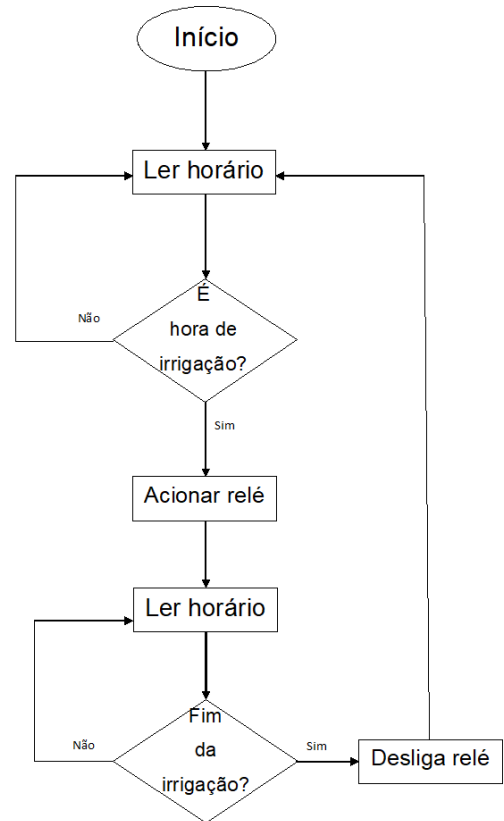 Início
Ler horário
É
hora de
irrigação?
Não
Sim
Acionar relé
Ler horário
Fim
da
irrigação?
Não
Sim
Desliga relé